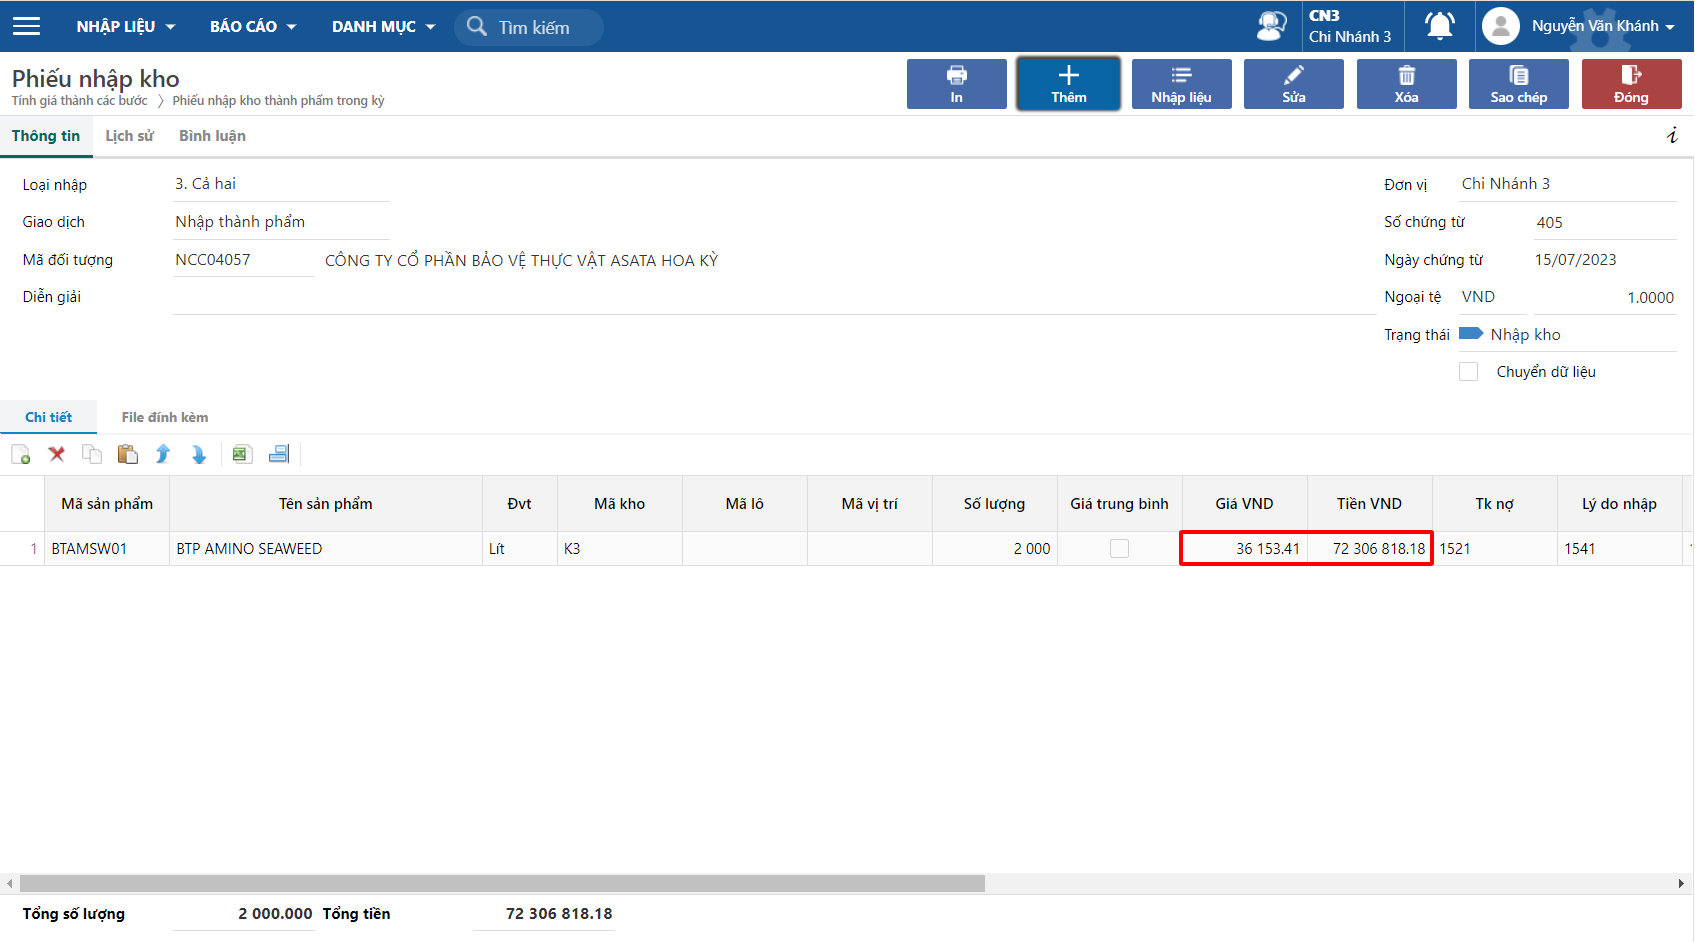 NHẬP LIỆU BÁO CÁO DANH MỤC Tìm kiếm CN3 Nguyễn Văn Khánh
Chi Nhánh 3
Phiếu nhập kho
Tính giá thành các bước Phiếu nhập kho thành phẩm trong kỳ
In Thêm Nhập liệu Sửa Xóa Sao chép Đóng
Thông tin Lịch sử Bình luận i
Loại nhập 3. Cả hai Đơn vị Chi Nhánh 3
Giao dịch Nhập thành phẩm Số chứng từ 405
Mã đối tượng NCC04057 CÔNG TY CỔ PHẦN BẢO VỆ THỰC VẬT ASATA HOA KỲ Ngày chứng từ 15/07/2023
Diễn giải Ngoại tệ VND 1.0000
Trạng thái Nhập kho
Chuyển dữ liệu
Chi tiết File đính kèm
Mã sản phẩm Tên sản phẩm Đvt Mã kho Mã lô Mã vị trí Số lượng Giá trung bình Giá VND Tiền VND Tk nợ Lý do nhập
1 BTAMSW01 BTP AMINO SEAWEED Lít K3 2 000 36 153.41 72 306 818.18 1521 1541
Tổng số lượng 2 000.000 Tổng tiền 72 306 818.18